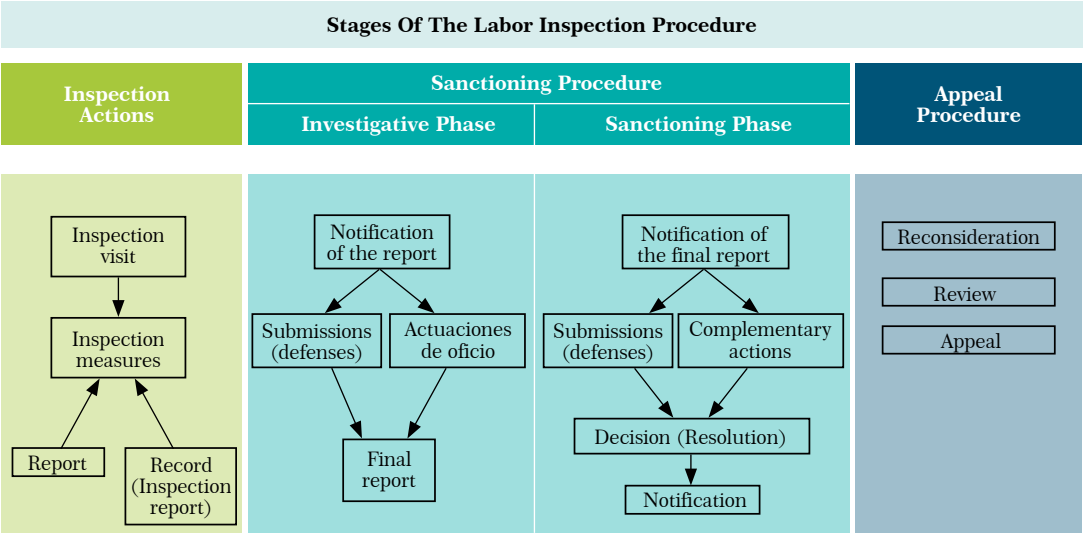 Stages Of The Labor Inspection Procedure
Inspection
Actions
Sanctioning Procedure
Investigative Phase
Sanctioning Phase
Appeal
Procedure
Inspection
visit
Inspection
measures
Report
Record
(Inspection
report)
Notification
of the report
Submissions
(defenses)
Actuaciones
de oficio
Final
report
Notification of
the final report
Submissions
(defenses)
Complementary
actions
Decision (Resolution)
Notification
Reconsideration
Review
Appeal